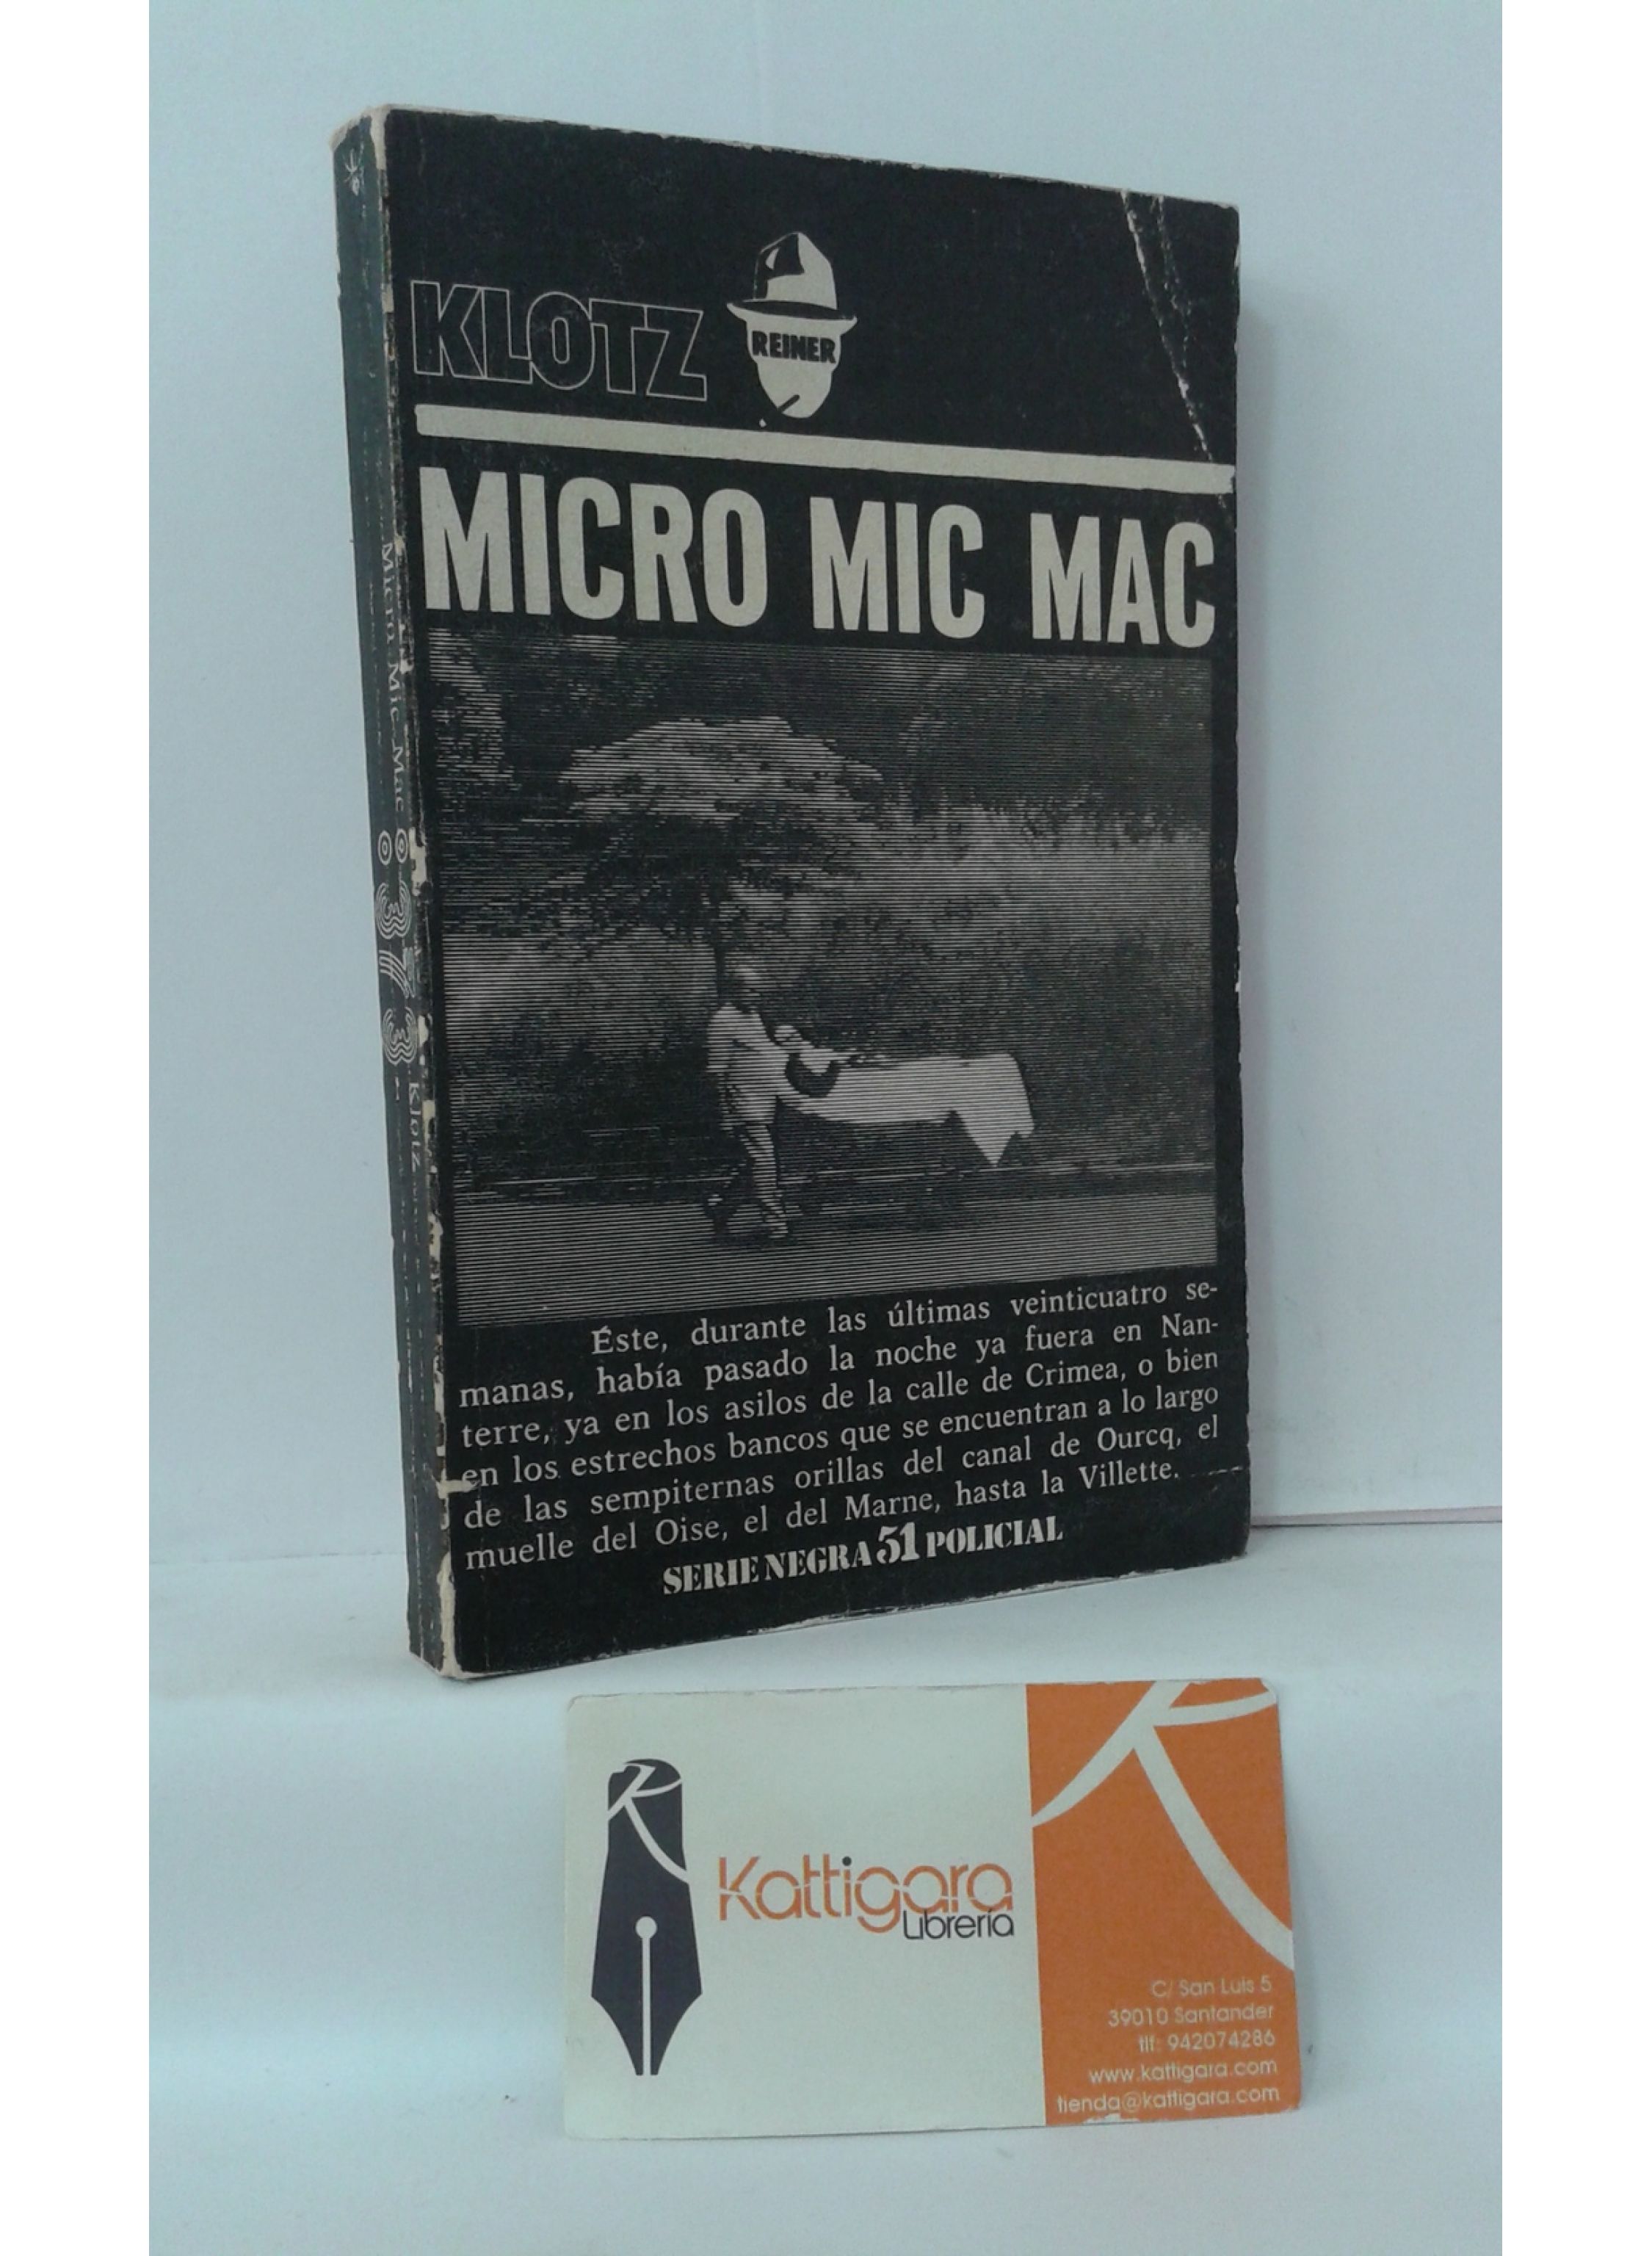 KLOTZ
REINER
MICRO MIC MAC
Éste, durante las últimas veinticuatro se-
manas, había pasado la noche ya fuera en Nan-
terre, ya en los asilos de la calle de Crimea, o bien
en los estrechos bancos que se encuentran a lo largo
de las sempiternas orillas del canal de Ourcq, el
muelle del Oise, el del Marne, hasta la Villette.
SERIE NEGRA 51 POLICIAL
Micro Mic Mac
373
Klotz
Kattigara
Librería
C/ San Luis 5
39010 Santander
tlf: 942074286
www.kattigara.com
tienda@kattigara.com